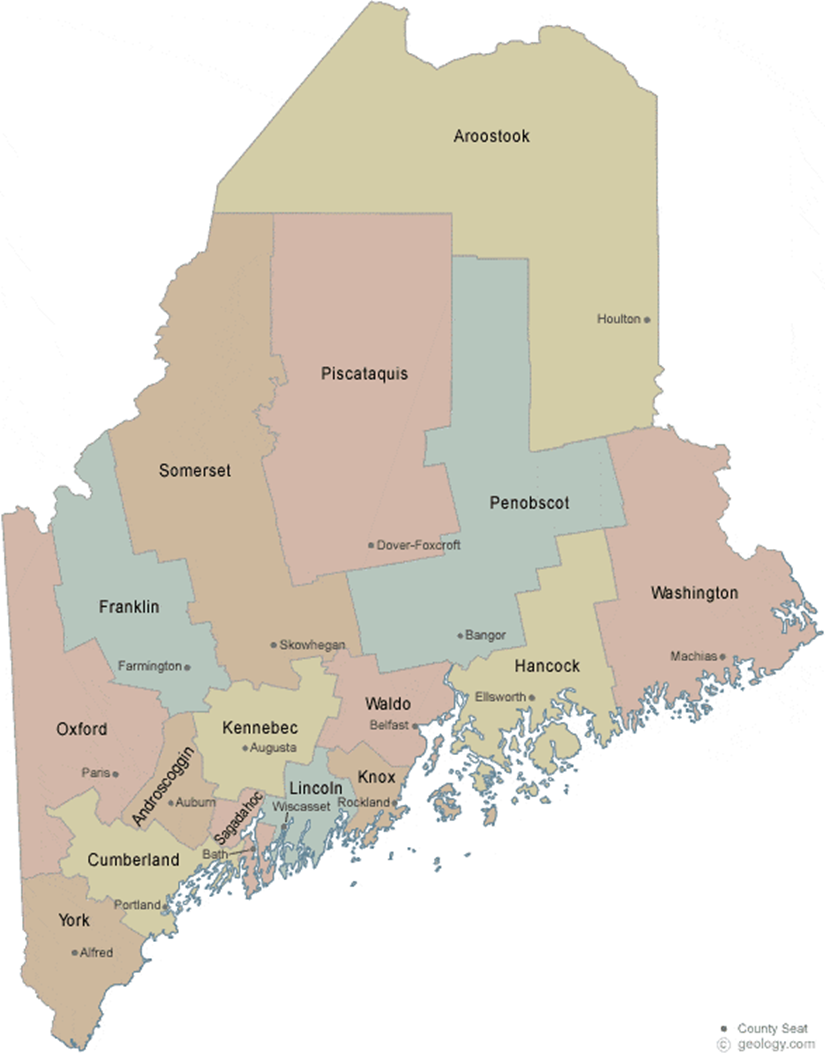 Aroostook
Houlton
Piscataquis
Somerset
Penobscot
Dover-Foxcroft
Washington
Franklin
Bangor
Skowhegan
Machias
Farmington
Hancock
Ellsworth
Waldo
Belfast
Oxford
Kennebec
Augusta
Paris
Knox
Androscoggin
Lincoln
Auburn
Wiscasset
Rockland
Sagadahoc
Bath
Cumberland
Portland
York
Alfred
County Seat
© geology.com